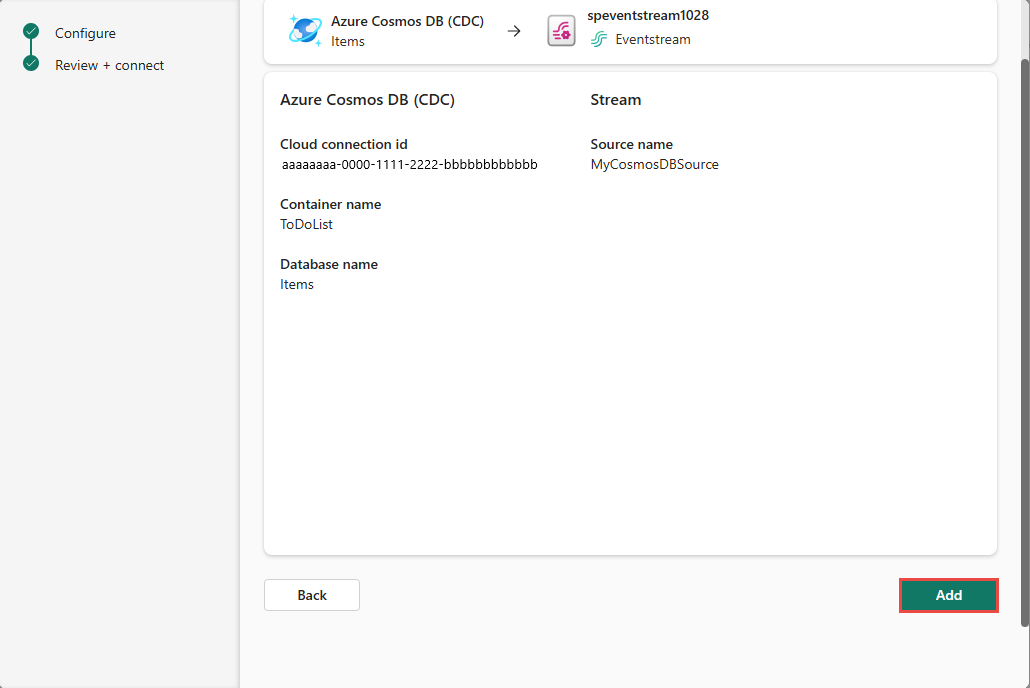 Configure
Review + connect
Azure Cosmos DB (CDC)
Items
speventstream1028
Eventstream
Azure Cosmos DB (CDC)
Cloud connection id
aaaaaaaa-0000-1111-2222-bbbbbbbbbbbb
Container name
ToDoList
Database name
Items
Stream
Source name
MyCosmosDBSource
Back
Add